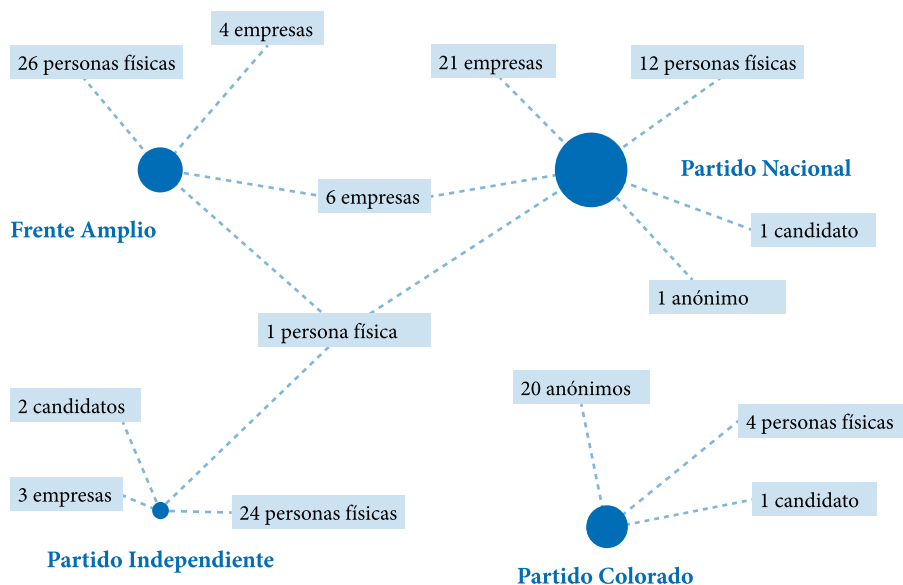 4 empresas
26 personas físicas
21 empresas
12 personas físicas
Partido Nacional
6 empresas
Frente Amplio
1 candidato
1 anónimo
1 persona física
20 anónimos
2 candidatos
4 personas físicas
3 empresas
24 personas físicas
1 candidato
Partido Independiente
Partido Colorado